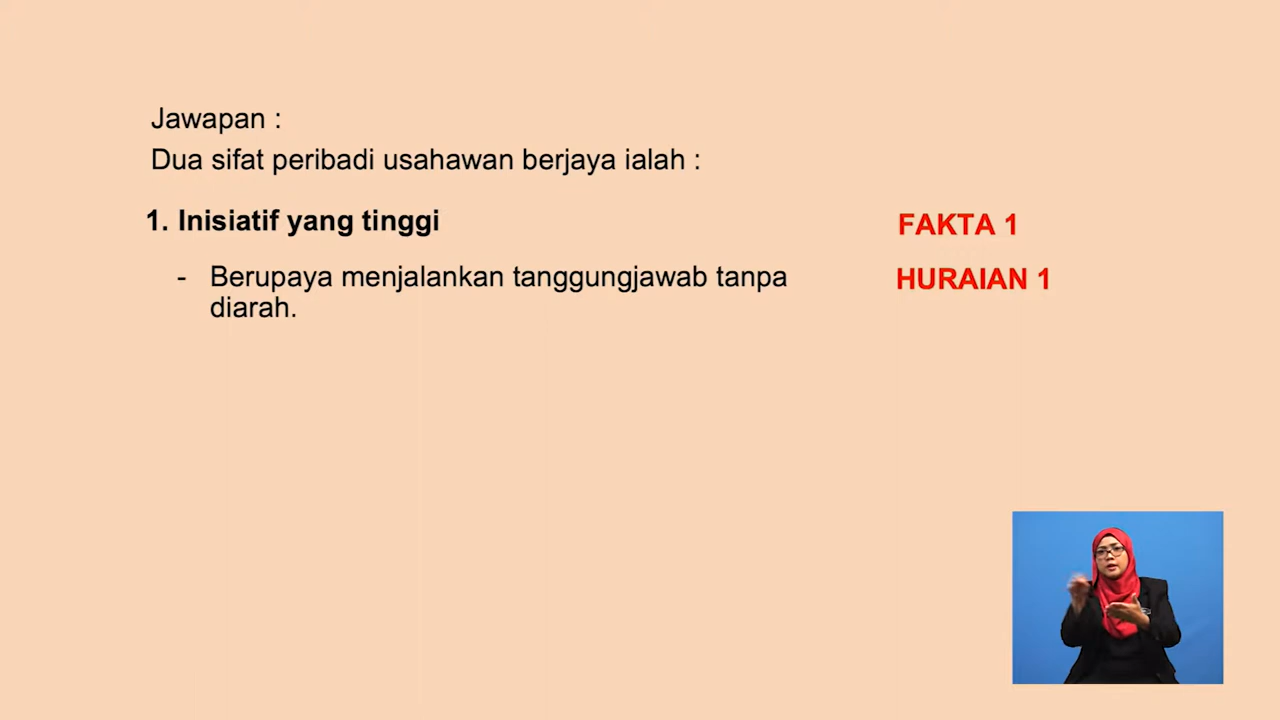 Jawapan :
Dua sifat peribadi usahawan berjaya ialah :
1. Inisiatif yang tinggi
FAKTA 1
- Berupaya menjalankan tanggungjawab tanpa
diarah.
HURAIAN 1